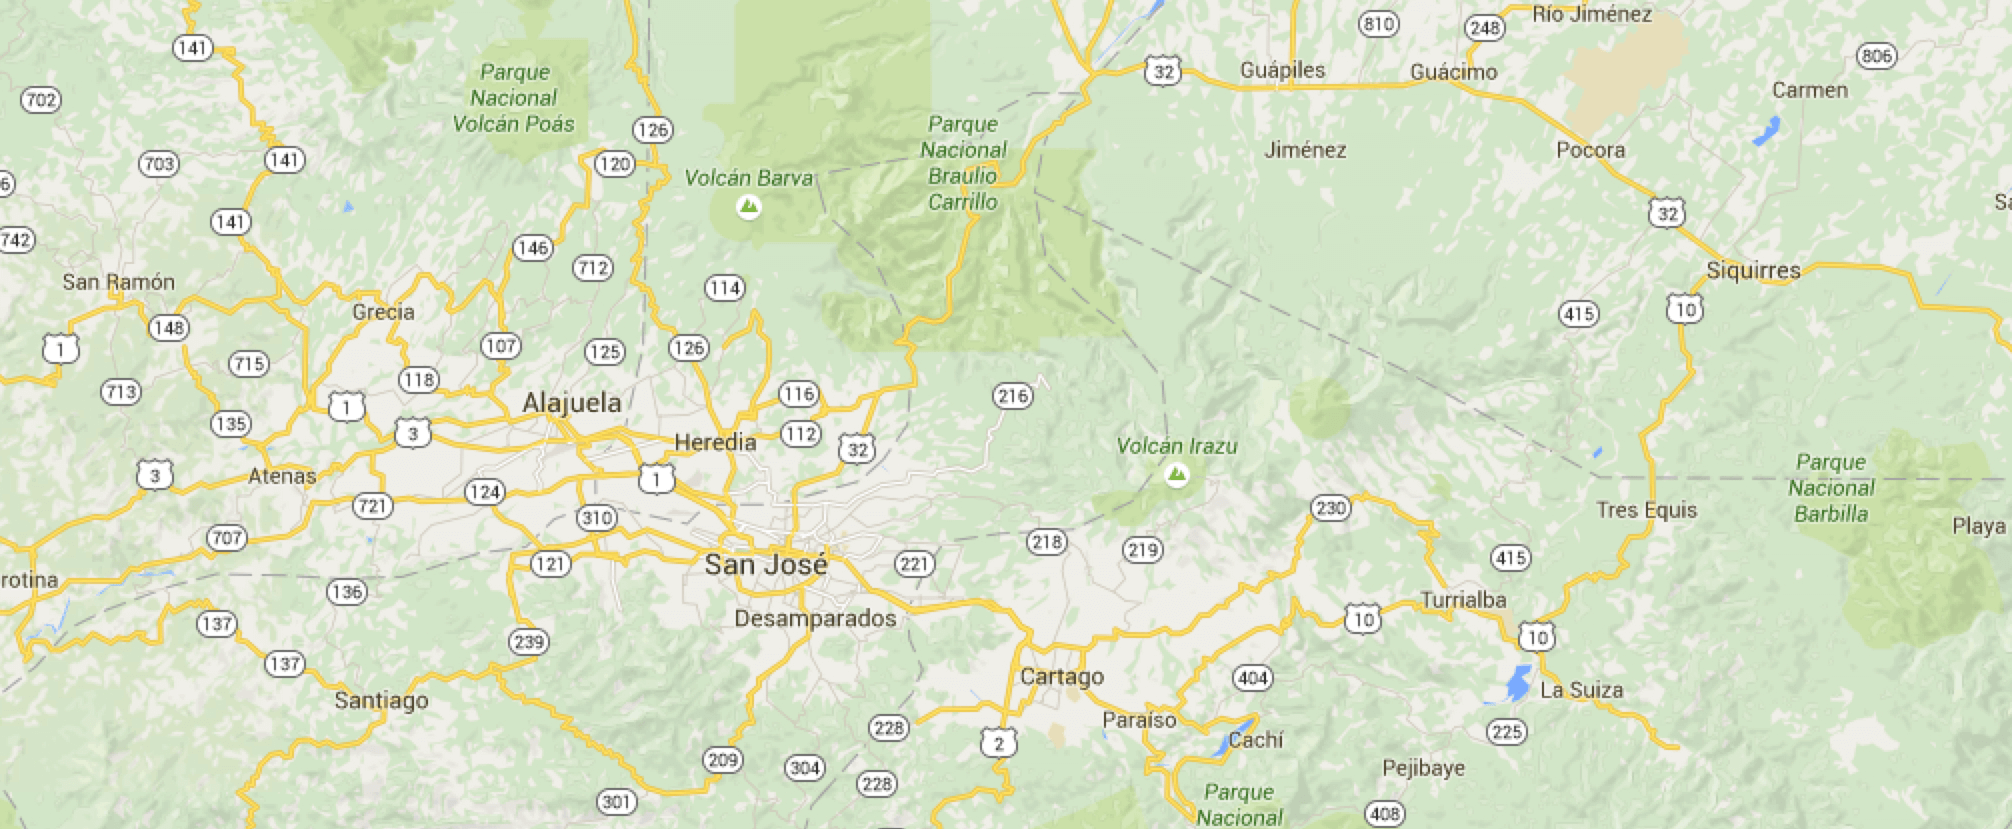 141
810
248
Río Jiménez
806
702
Parque
Nacional
Volcán Poás
32
Guápiles
Guácimo
Carmen
126
Parque
Nacional
Braulio
Carrillo
703
141
120
Jiménez
Pocora
Volcán Barva
6
742
141
146
712
32
San Ramón
114
Siquirres
148
Grecia
10
415
1
715
107
125
126
713
118
1
Alajuela
116
216
135
3
Heredia
112
32
Volcán Irazu
3
Atenas
1
Parque
Nacional
Barbilla
721
124
310
230
Tres Equis
Playa
707
218
219
415
rotina
121
San José
221
136
Turrialba
137
Desamparados
10
239
10
137
Cartago
404
La Suiza
Santiago
228
Paraíso
225
2
Cachí
209
304
Pejibaye
228
301
Parque
Nacional
408